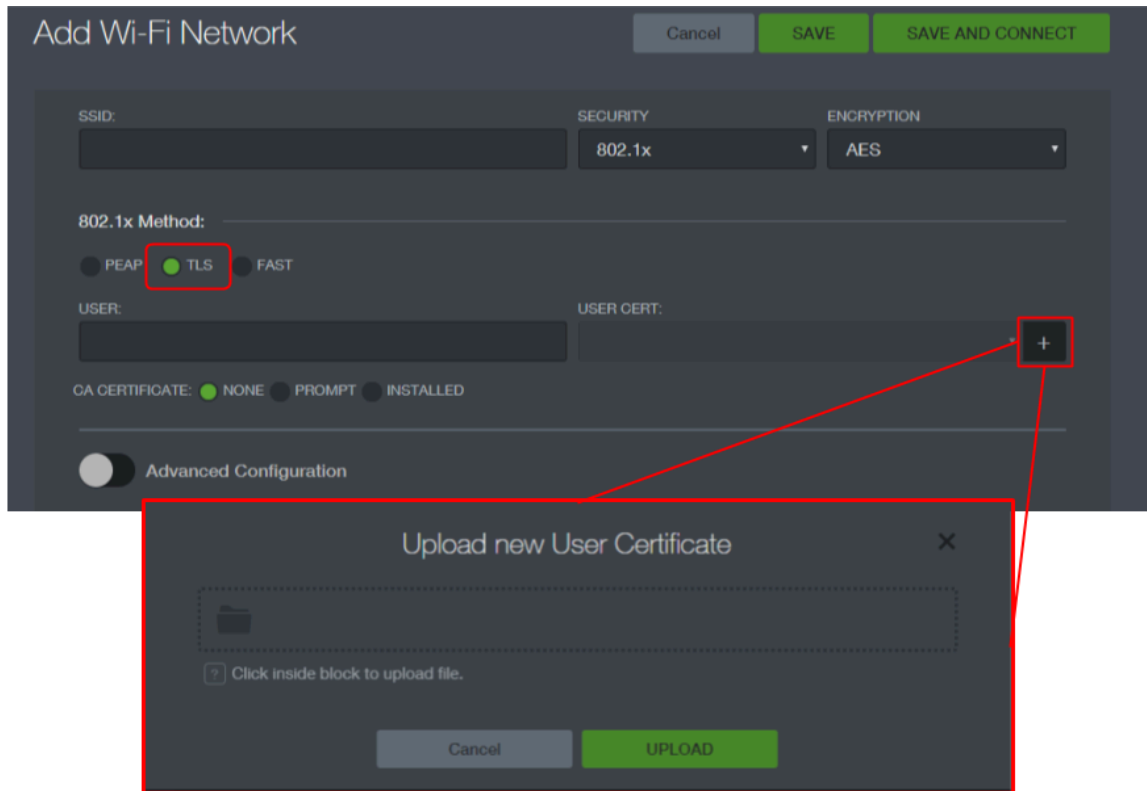 Add Wi-Fi Network
Cancel SAVE SAVE AND CONNECT
SSID: SECURITY ENCRYPTION
802.1x AES
802.1x Method:
PEAP TLS FAST
USER: USER CERT:
+
CA CERTIFICATE: NONE PROMPT INSTALLED
Advanced Configuration
Upload new User Certificate ×
? Click inside block to upload file.
Cancel UPLOAD